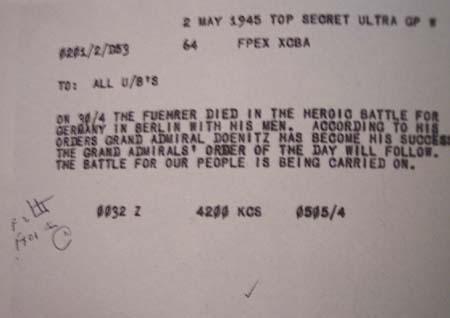 2 MAY 1945 TOP SECRET ULTRA GP
0201/2/D53 64 FPEX XCBA
TO: ALL U/B'S
ON 30/4 THE FUEHRER DIED IN THE HEROIC BATTLE FOR
GERMANY IN BERLIN WITH HIS MEN. ACCORDING TO HIS
ORDERS GRAND ADMIRAL DOENITZ HAS BECOME HIS SUCCES
THE GRAND ADMIRALS' ORDER OF THE DAY WILL FOLLOW.
THE BATTLE FOR OUR PEOPLE IS BEING CARRIED ON.
0032 Z 4200 KCS 0505/4